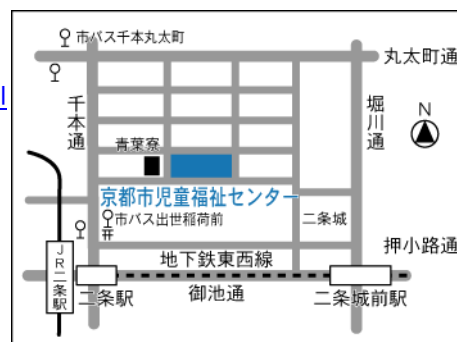 市バス千本丸太町
丸太町通
千本通
堀川通
N
青葉寮
京都市児童福祉センター
市バス出世稲荷前
二条城
押小路通
地下鉄東西線
JR二条駅
二条駅
御池通
二条城前駅